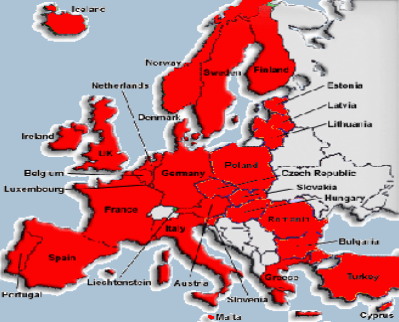 Iceland
Norway
Sweden
Finland
Netherlands
Estonia
Latvia
Denmark
Lithuania
Ireland
UK
Poland
Belgium
Germany
Czech Republic
Luxembourg
Slovakia
Hungary
France
Romania
Italy
Bulgaria
Spain
Turkey
Liechtenstein
Austria
Greece
Portugal
Slovenia
Malta
Cyprus